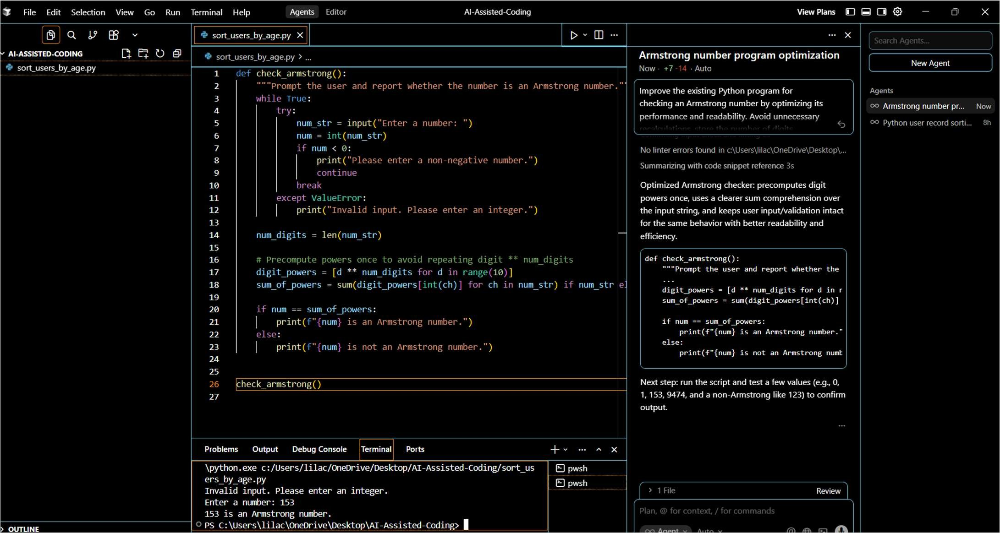 File Edit Selection View Go Run Terminal Help Agents Editor AI-Assisted-Coding View Plans
AI-ASSISTED-CODING
sort_users_by_age.py
OUTLINE
sort_users_by_age.py
sort_users_by_age.py > ...
1 def check_armstrong():
2 """Prompt the user and report whether the number is an Armstrong number.""
3 while True:
4 try:
5 num_str = input("Enter a number: ")
6 num = int(num_str)
7 if num < 0:
8 print("Please enter a non-negative number.")
9 continue
10 break
11 except ValueError:
12 print("Invalid input. Please enter an integer.")
13
14 num_digits = len(num_str)
15
16 # Precompute powers once to avoid repeating digit ** num_digits
17 digit_powers = [d ** num_digits for d in range(10)]
18 sum_of_powers = sum(digit_powers[int(ch)] for ch in num_str) if num_str el
19
20 if num == sum_of_powers:
21 print(f"{num} is an Armstrong number.")
22 else:
23 print(f"{num} is not an Armstrong number.")
24
25
26 check_armstrong()
27
Problems Output Debug Console Terminal Ports
\python.exe c:/Users/lilac/OneDrive/Desktop/AI-Assisted-Coding/sort_us
ers_by_age.py
Invalid input. Please enter an integer.
Enter a number: 153
153 is an Armstrong number.
PS C:\Users\lilac\OneDrive\Desktop\AI-Assisted-Coding>
pwsh
pwsh
Armstrong number program optimization
Now · +7 -14 · Auto
Improve the existing Python program for
checking an Armstrong number by optimizing its
performance and readability. Avoid unnecessary
recalculations, store the number of digits
No linter errors found in c:\Users\lilac\OneDrive\Desktop\...
Summarizing with code snippet reference 3s
Optimized Armstrong checker: precomputes digit
powers once, uses a clearer sum comprehension over
the input string, and keeps user input/validation intact
for the same behavior with better readability and
efficiency.
def check_armstrong():
"""Prompt the user and report whether the
...
digit_powers = [d ** num_digits for d in r
sum_of_powers = sum(digit_powers[int(ch)]
if num == sum_of_powers:
print(f"{num} is an Armstrong number."
else:
print(f"{num} is not an Armstrong numb
Next step: run the script and test a few values (e.g., 0,
1, 153, 9474, and a non-Armstrong like 123) to confirm
output.
1 File Review
Plan, @ for context, / for commands
Agent Auto
Search Agents...
New Agent
Agents
Armstrong number pr... Now
Python user record sorti... 8h